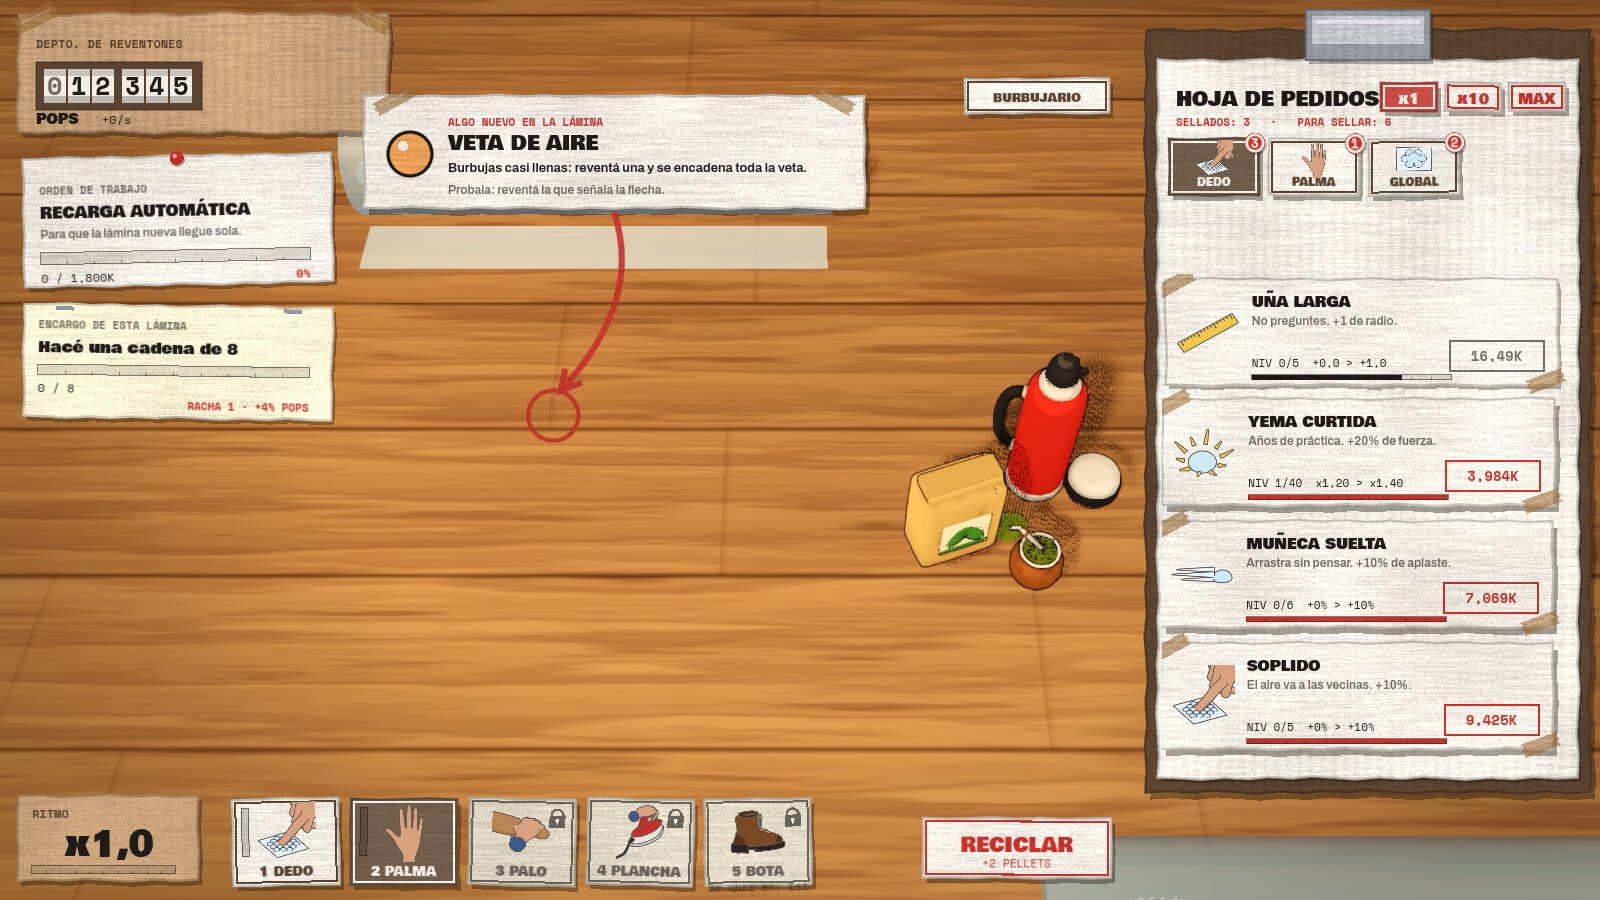 DEPTO. DE REVENTONES
012 345
POPS +0/s
ORDEN DE TRABAJO
RECARGA AUTOMÁTICA
Para que la lámina nueva llegue sola.
0 / 1.800K
0%
ENCARGO DE ESTA LÁMINA
Hacé una cadena de 8
0 / 8
RACHA 1 · +4% POPS
ALGO NUEVO EN LA LÁMINA
VETA DE AIRE
Burbujas casi llenas: reventá una y se encadena toda la veta.
Probala: reventá la que señala la flecha.
BURBUJARIO
HOJA DE PEDIDOS
x1
x10
MAX
SELLADOS: 3 · PARA SELLAR: 6
DEDO
3
PALMA
1
GLOBAL
2
UÑA LARGA
No preguntes. +1 de radio.
NIV 0/5 +0,0 > +1,0
16,49K
YEMA CURTIDA
Años de práctica. +20% de fuerza.
NIV 1/40 x1,20 > x1,40
3,984K
MUÑECA SUELTA
Arrastra sin pensar. +10% de aplaste.
NIV 0/6 +0% > +10%
7,069K
SOPLIDO
El aire va a las vecinas. +10%.
NIV 0/5 +0% > +10%
9,425K
RITMO
x1,0
1 DEDO
2 PALMA
3 PALO
4 PLANCHA
5 BOTA
RECICLAR
+2 PELLETS